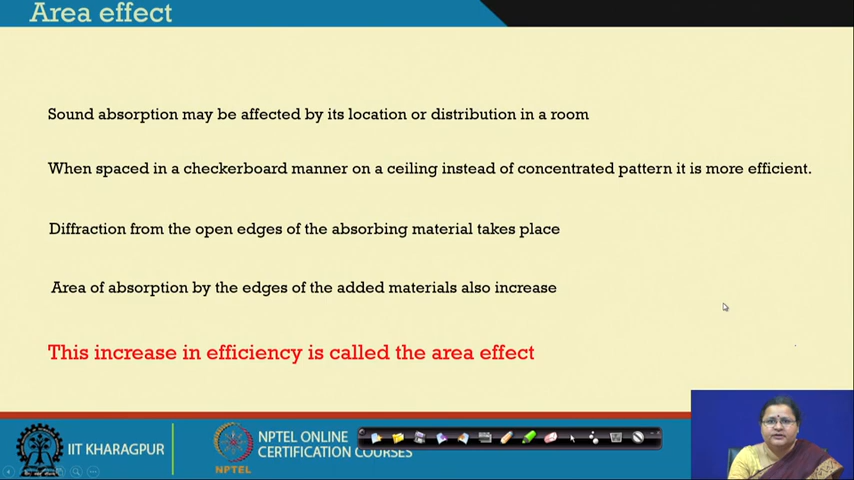 Area effect
Sound absorption may be affected by its location or distribution in a room
When spaced in a checkerboard manner on a ceiling instead of concentrated pattern it is more efficient.
Diffraction from the open edges of the absorbing material takes place
Area of absorption by the edges of the added materials also increase
This increase in efficiency is called the area effect
IIT KHARAGPUR
NPTEL
NPTEL ONLINE
CERTIFICATION COURSES